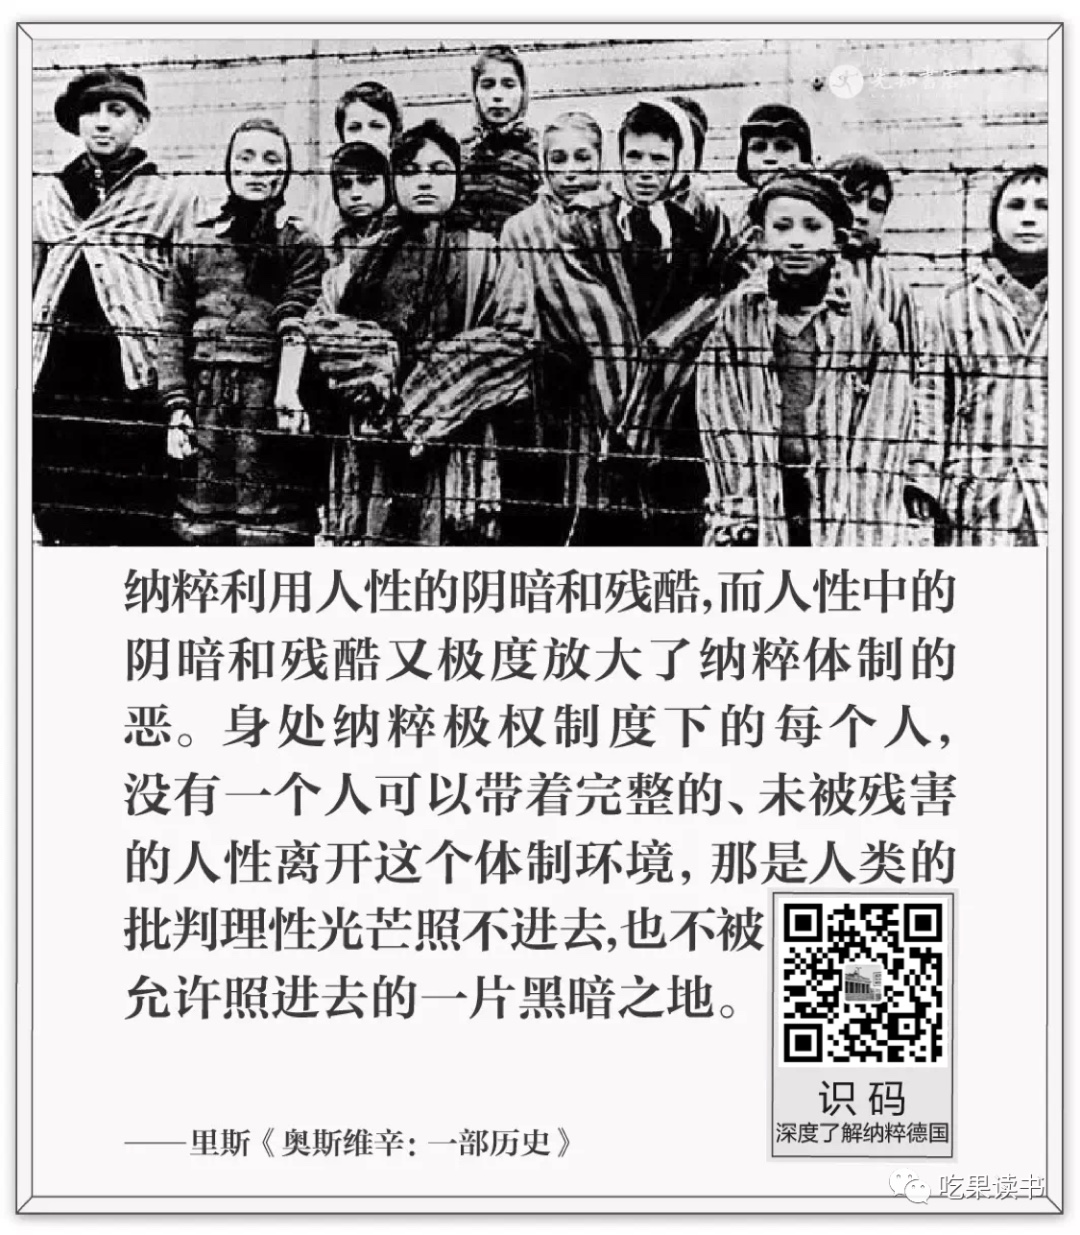 纳粹利用人性的阴暗和残酷,而人性中的
阴暗和残酷又极度放大了纳粹体制的
恶。身处纳粹极权制度下的每个人,
没有一个人可以带着完整的、未被残害
的人性离开这个体制环境,那是人类的
批判理性光芒照不进去,也不被
允许照进去的一片黑暗之地。
识码
深度了解纳粹德国
——里斯《奥斯维辛：一部历史》
吃果读书